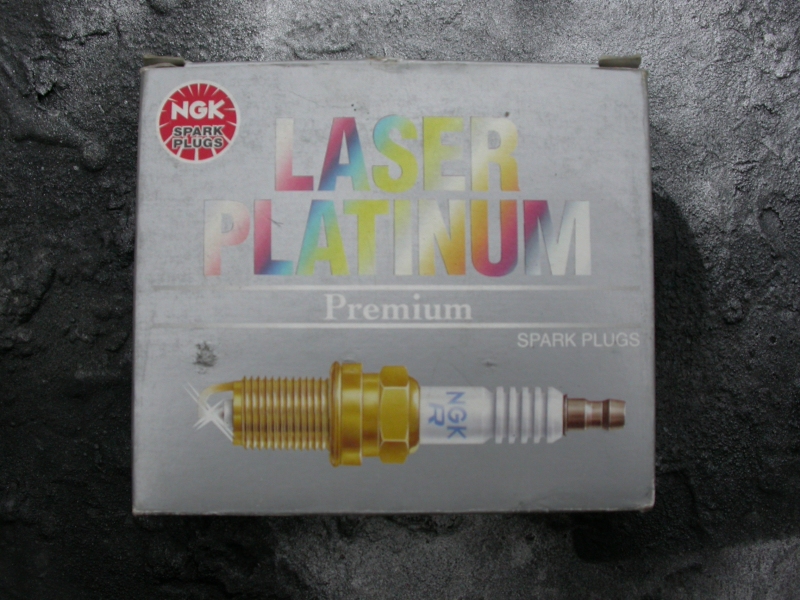 NGK
SPARK
PLUGS
LASER
PLATINUM
Premium
SPARK PLUGS
NGK
R